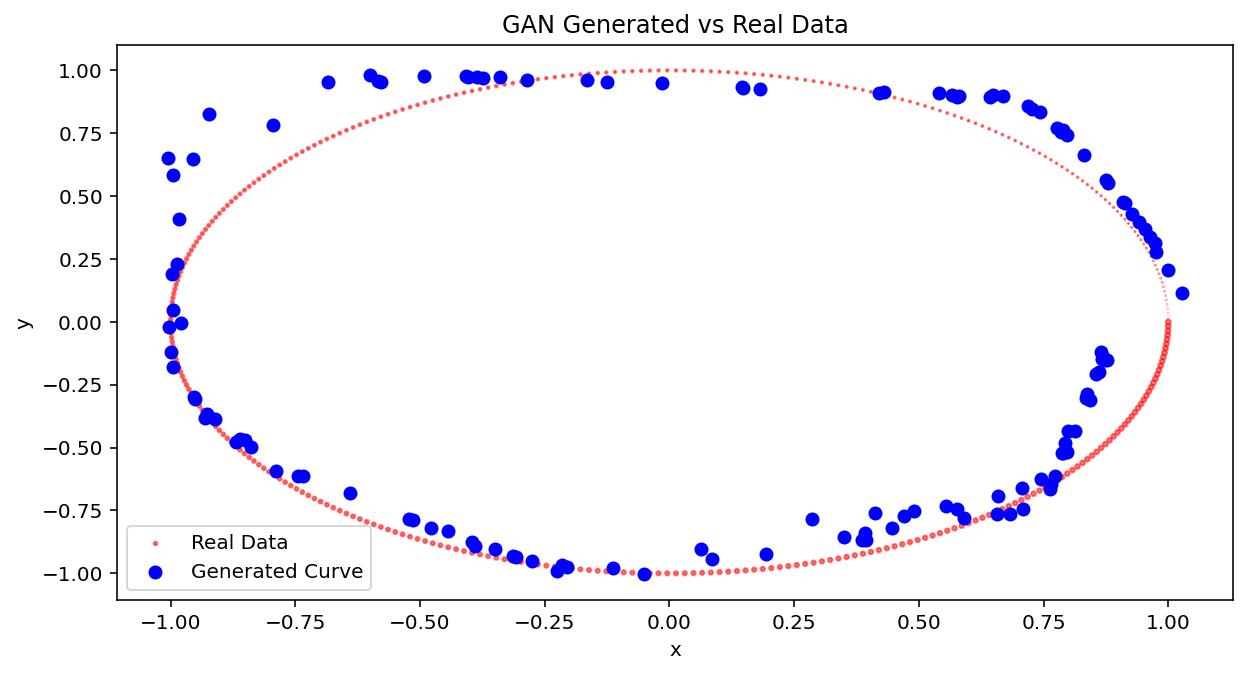 GAN Generated vs Real Data
1.00
0.75
0.50
0.25
0.00
−0.25
−0.50
−0.75
−1.00
y
Real Data
Generated Curve
−1.00 −0.75 −0.50 −0.25 0.00 0.25 0.50 0.75 1.00
x